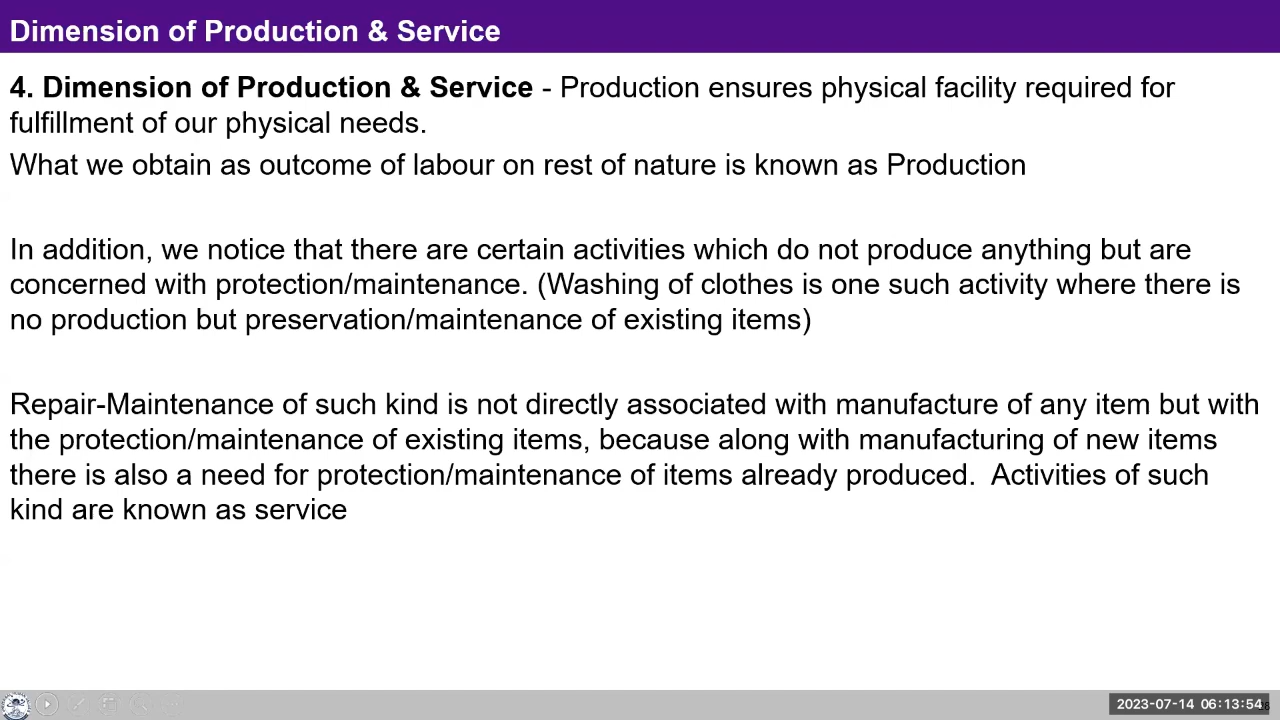 Dimension of Production & Service
4. Dimension of Production & Service - Production ensures physical facility required for
fulfillment of our physical needs.
What we obtain as outcome of labour on rest of nature is known as Production
In addition, we notice that there are certain activities which do not produce anything but are
concerned with protection/maintenance. (Washing of clothes is one such activity where there is
no production but preservation/maintenance of existing items)
Repair-Maintenance of such kind is not directly associated with manufacture of any item but with
the protection/maintenance of existing items, because along with manufacturing of new items
there is also a need for protection/maintenance of items already produced.  Activities of such
kind are known as service
2023-07-14 06:13:54